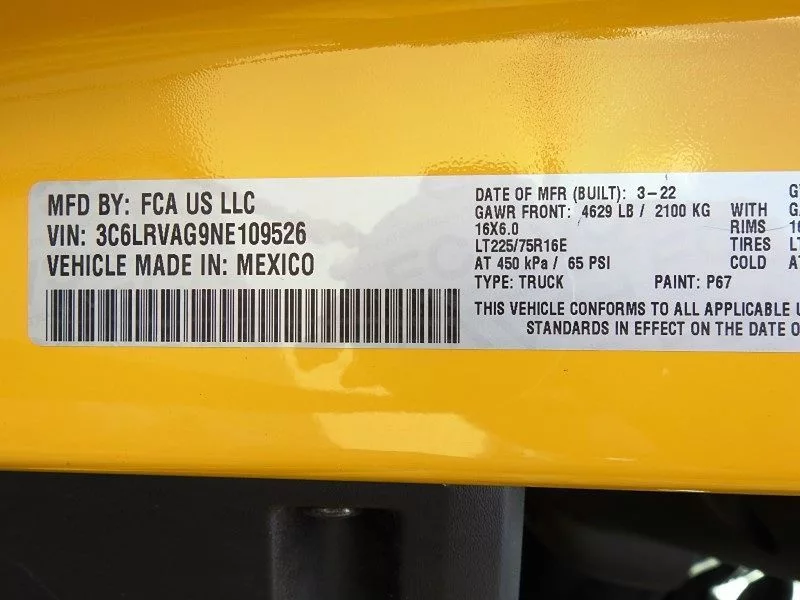 MFD BY: FCA US LLC
VIN: 3C6LRVAG9NE109526
VEHICLE MADE IN: MEXICO
DATE OF MFR (BUILT): 3-22
GAWR FRONT: 4629 LB / 2100 KG WITH
16X6.0 RIMS
LT225/75R16E TIRES
AT 450 kPa / 65 PSI COLD
TYPE: TRUCK PAINT: P67
THIS VEHICLE CONFORMS TO ALL APPLICABLE
STANDARDS IN EFFECT ON THE DATE